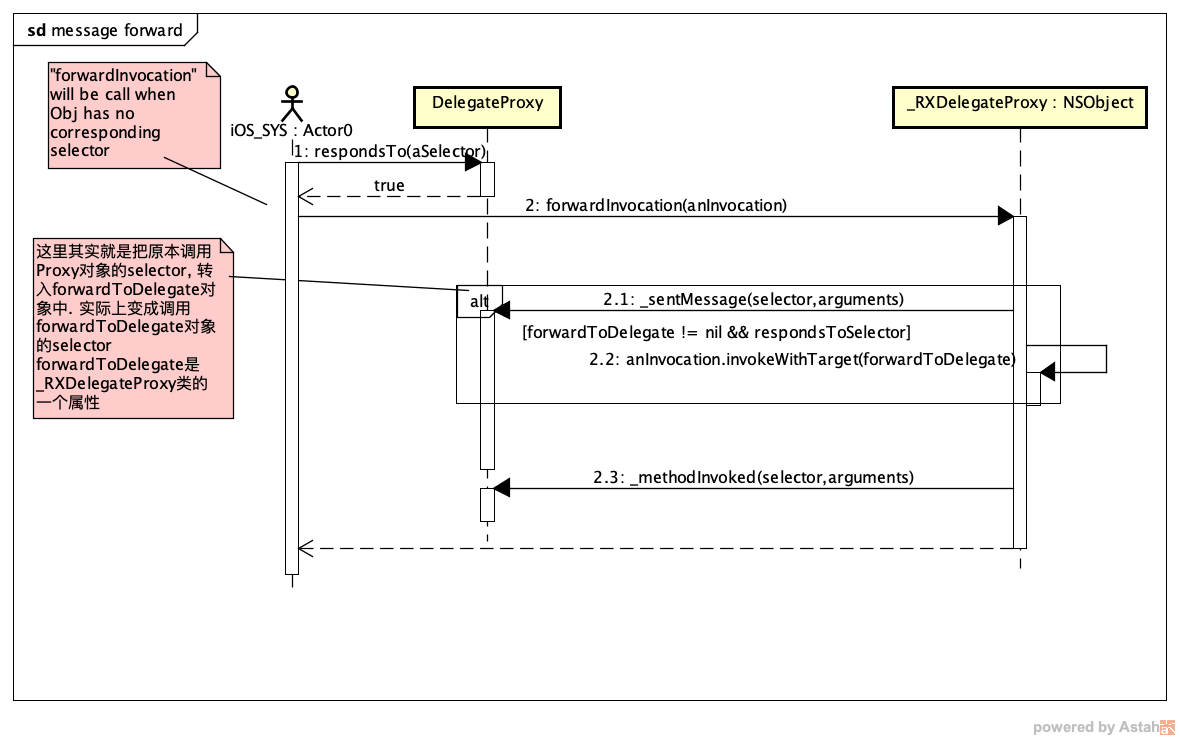 sd message forward
"forwardInvocation"
will be call when
Obj has no
corresponding
selector
iOS_SYS : Actor0
DelegateProxy
_RXDelegateProxy : NSObject
1: respondsTo(aSelector)
true
2: forwardInvocation(anInvocation)
这里其实就是把原本调用
Proxy对象的selector, 转
入forwardToDelegate对
象中. 实际上变成调用
forwardToDelegate对象
的selector
forwardToDelegate是
_RXDelegateProxy类的
一个属性
alt
2.1: _sentMessage(selector,arguments)
[forwardToDelegate != nil && respondsToSelector]
2.2: anInvocation.invokeWithTarget(forwardToDelegate)
2.3: _methodInvoked(selector,arguments)
powered by Astah